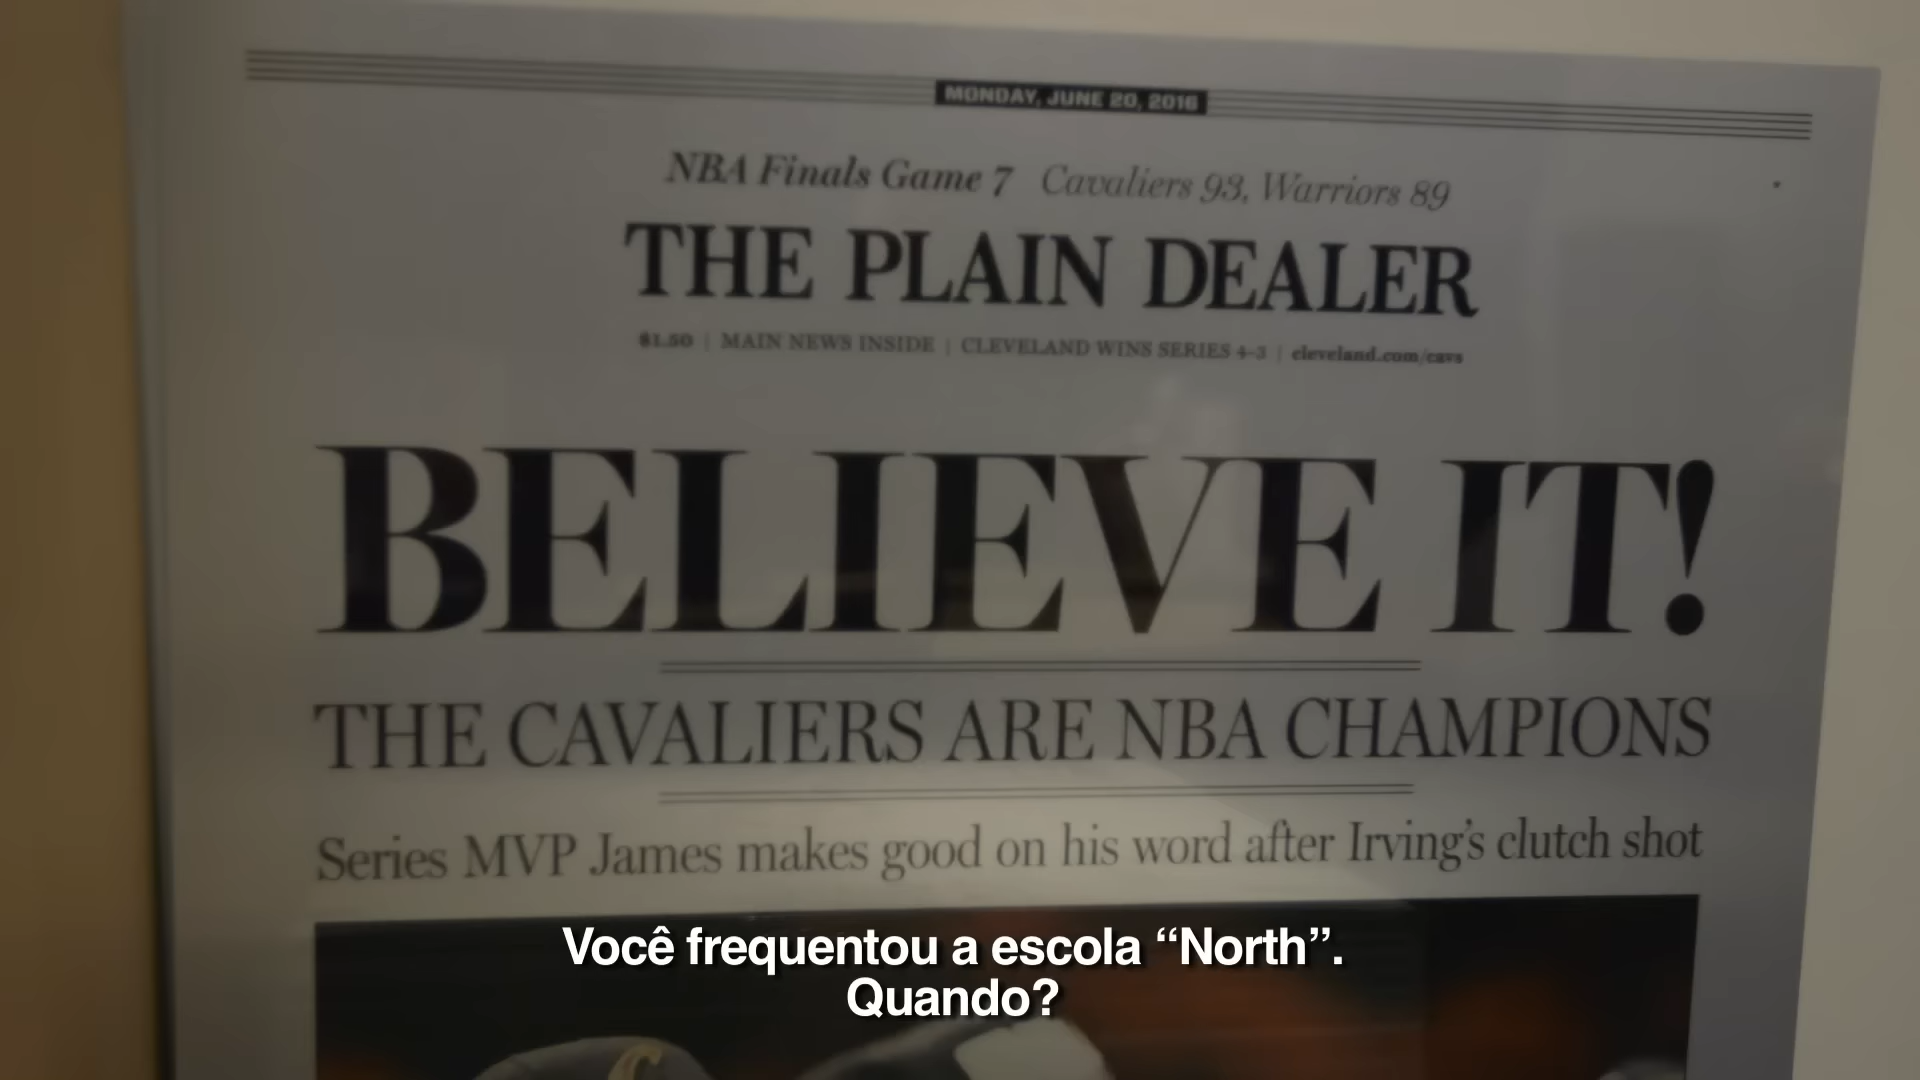 MONDAY, JUNE 20, 2016
NBA Finals Game 7 Cavaliers 93, Warriors 89
THE PLAIN DEALER
$1.50 | MAIN NEWS INSIDE | CLEVELAND WINS SERIES 4-3 | cleveland.com/cavs
BELIEVE IT!
THE CAVALIERS ARE NBA CHAMPIONS
Series MVP James makes good on his word after Irving's clutch shot
Você frequentou a escola “North”.
Quando?